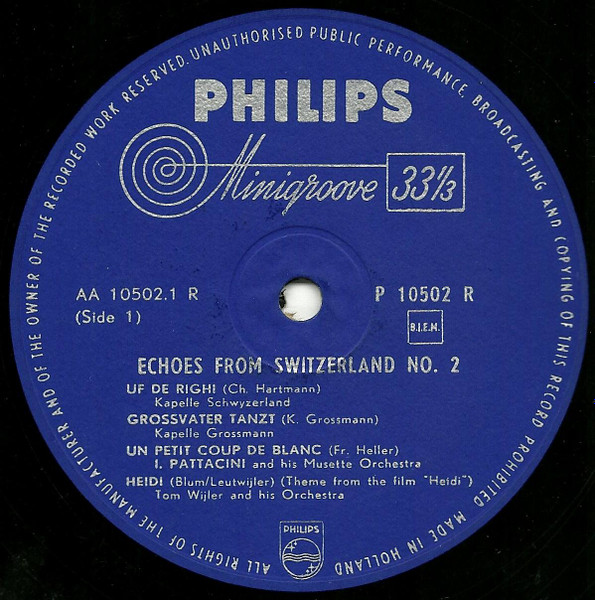 ALL RIGHTS OF THE MANUFACTURER AND OF THE OWNER OF THE RECORDED WORK RESERVED. UNAUTHORISED PUBLIC PERFORMANCE, BROADCASTING AND COPYING OF THIS RECORD PROHIBITED MADE IN HOLLAND
PHILIPS
Minigroove 33⅓
AA 10502.1 R P 10502 R
(Side 1) B.I.E.M.
ECHOES FROM SWITZERLAND NO. 2
UF DE RIGHI (Ch. Hartmann)
Kapelle Schwyzerland
GROSSVATER TANZT (K. Grossmann)
Kapelle Grossmann
UN PETIT COUP DE BLANC (Fr. Heller)
I. PATTACINI and his Musette Orchestra
HEIDI (Blum/Leutwijler) (Theme from the film "Heidi")
Tom Wijler and his Orchestra
PHILIPS